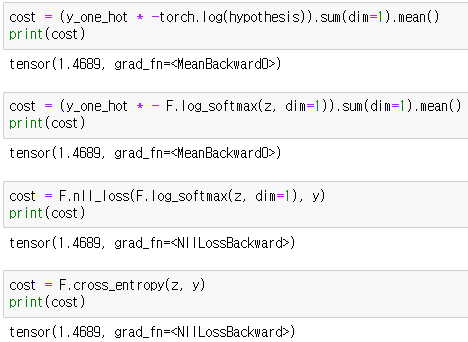 cost = (y_one_hot * -torch.log(hypothesis)).sum(dim=1).mean()
print(cost)
tensor(1.4689, grad_fn=<MeanBackward0>)
cost = (y_one_hot * - F.log_softmax(z, dim=1)).sum(dim=1).mean()
print(cost)
tensor(1.4689, grad_fn=<MeanBackward0>)
cost = F.nll_loss(F.log_softmax(z, dim=1), y)
print(cost)
tensor(1.4689, grad_fn=<NllLossBackward>)
cost = F.cross_entropy(z, y)
print(cost)
tensor(1.4689, grad_fn=<NllLossBackward>)